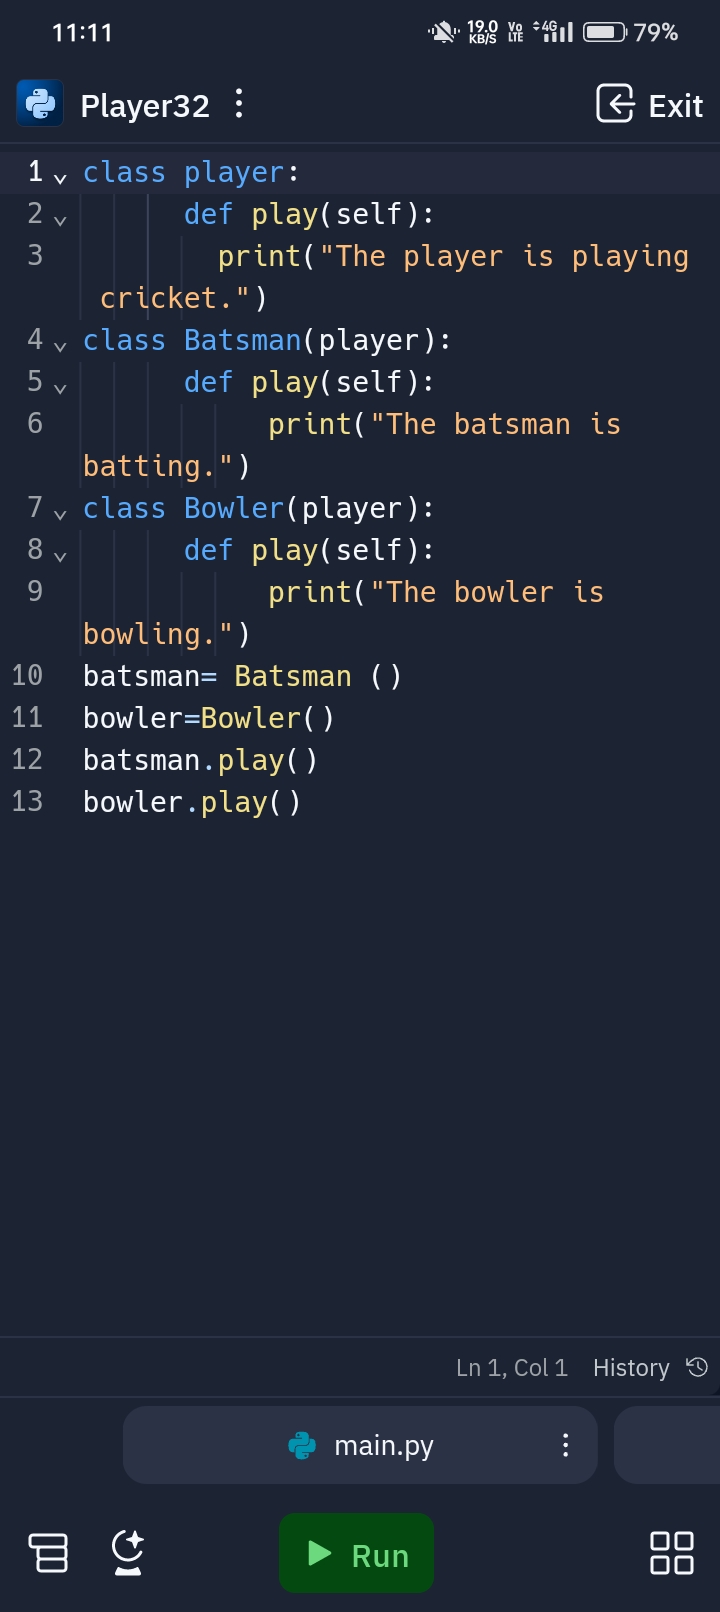 11:11 19.0 KB/S Vo LTE 4G 79%
Player32 Exit
1 class player:
2 def play(self):
3 print("The player is playing
cricket.")
4 class Batsman(player):
5 def play(self):
6 print("The batsman is
batting.")
7 class Bowler(player):
8 def play(self):
9 print("The bowler is
bowling.")
10 batsman= Batsman ()
11 bowler=Bowler()
12 batsman.play()
13 bowler.play()
Ln 1, Col 1 History
main.py
Run